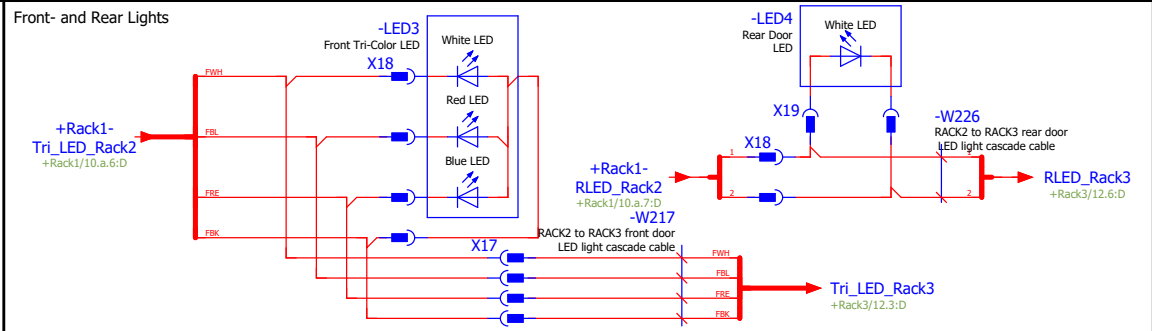 Front- and Rear Lights
-LED3
Front Tri-Color LED
White LED
X18
Red LED
Blue LED
FWH
FBL
FRE
FBK
+Rack1-
Tri_LED_Rack2
+Rack1/10.a.6:D
X17
-W217
RACK2 to RACK3 front door
LED light cascade cable
FWH
FBL
FRE
FBK
Tri_LED_Rack3
+Rack3/12.3:D
-LED4
Rear Door
LED
White LED
X19
X18
-W226
RACK2 to RACK3 rear door
LED light cascade cable
+Rack1-
RLED_Rack2
+Rack1/10.a.7:D
1
2
1
2
RLED_Rack3
+Rack3/12.6:D